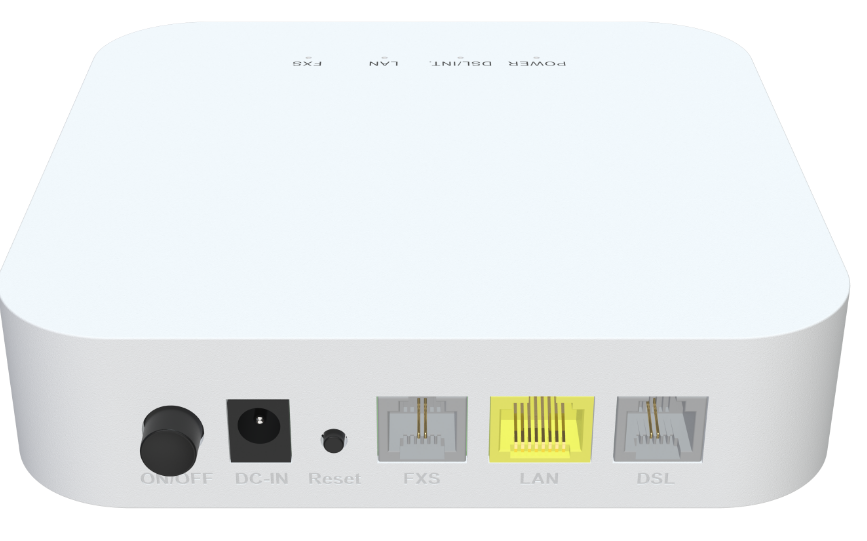 FXS LAN DSL/INT. POWER
ON/OFF DC-IN Reset FXS LAN DSL